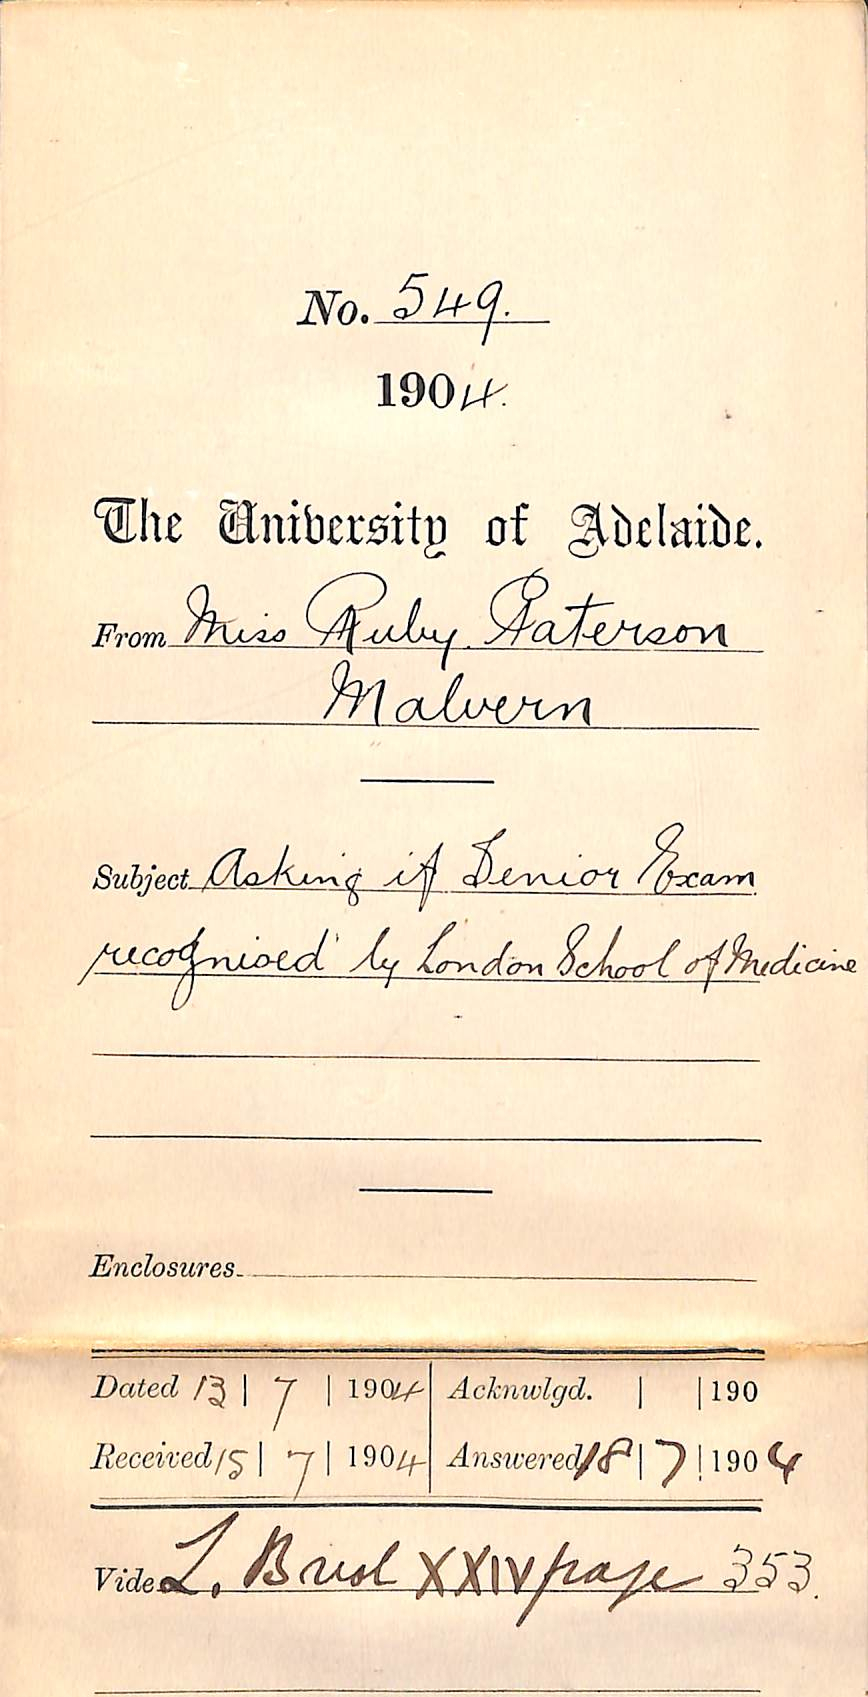 No. 549.
1904.
The University of Adelaide.
From Miss Ruby Paterson
Malvern
Subject Asking if Senior Exam
recognised by London School of Medicine
Enclosures
Dated 13 | 7 | 1904 Acknwlgd. | | 190
Received 15 | 7 | 1904 Answered 18 | 7 | 1904
Vide L. XXIV page 353.